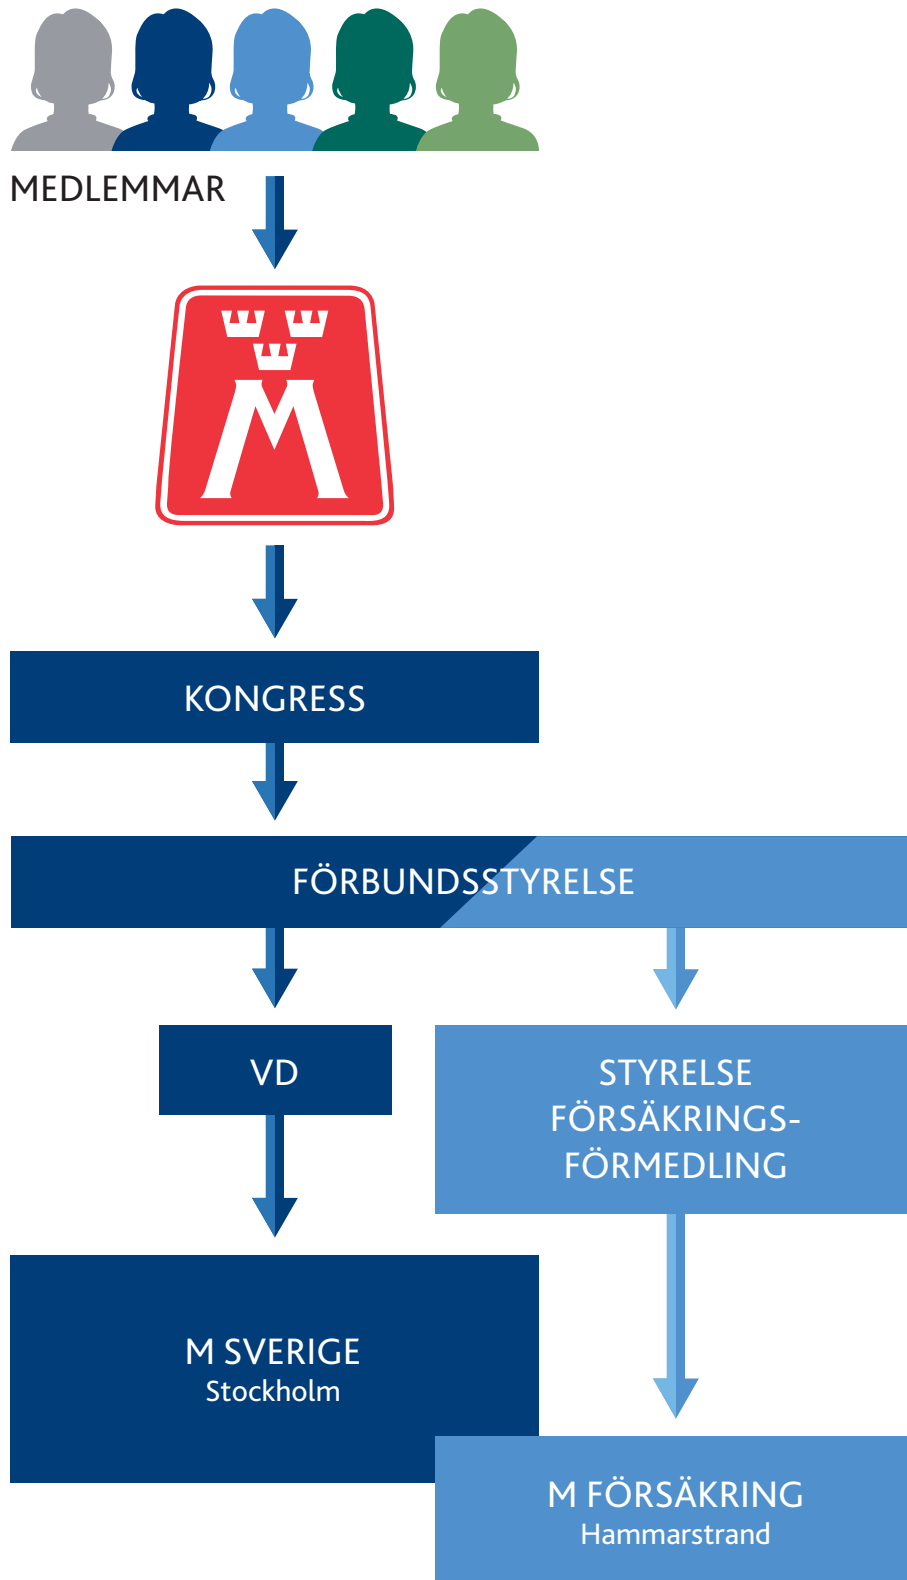 MEDLEMMAR
M
KONGRESS
FÖRBUNDSSTYRELSE
VD
STYRELSE
FÖRSÄKRINGS-
FÖRMEDLING
M SVERIGE
Stockholm
M FÖRSÄKRING
Hammarstrand